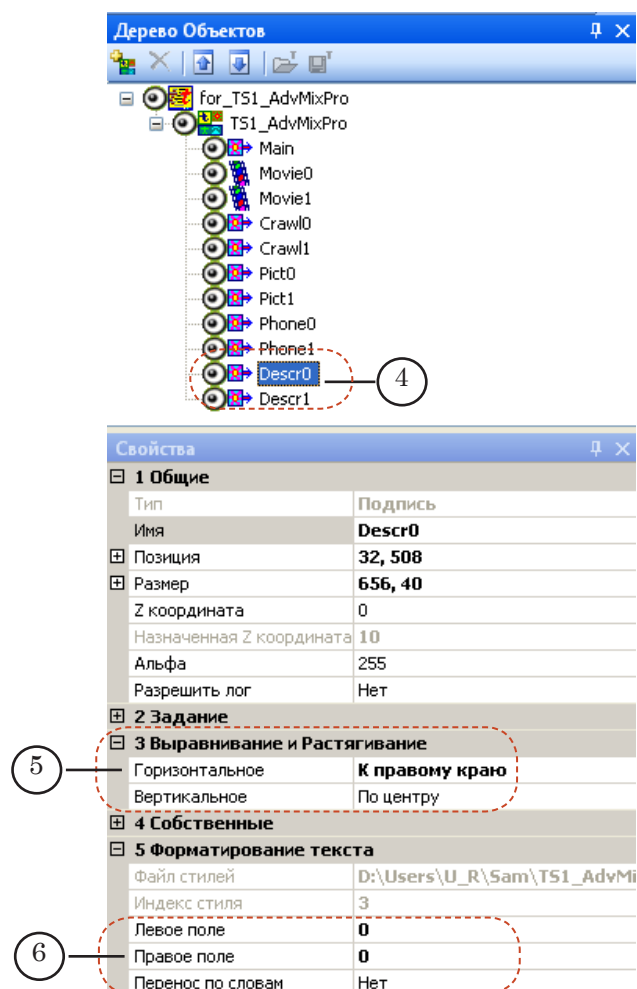 Дерево Объектов
for_TS1_AdvMixPro
TS1_AdvMixPro
Main
Movie0
Movie1
Crawl0
Crawl1
Pict0
Pict1
Phone0
Phone1
Descr0
4
Descr1
Свойства
1 Общие
Тип Подпись
Имя Descr0
Позиция 32, 508
Размер 656, 40
Z координата 0
Назначенная Z координата 10
Альфа 255
Разрешить лог Нет
2 Задание
3 Выравнивание и Растягивание
5
Горизонтальное К правому краю
Вертикальное По центру
4 Собственные
5 Форматирование текста
Файл стилей D:\Users\U_R\Sam\TS1_AdvMi
Индекс стиля 3
Левое поле 0
6
Правое поле 0
Перенос по словам Нет